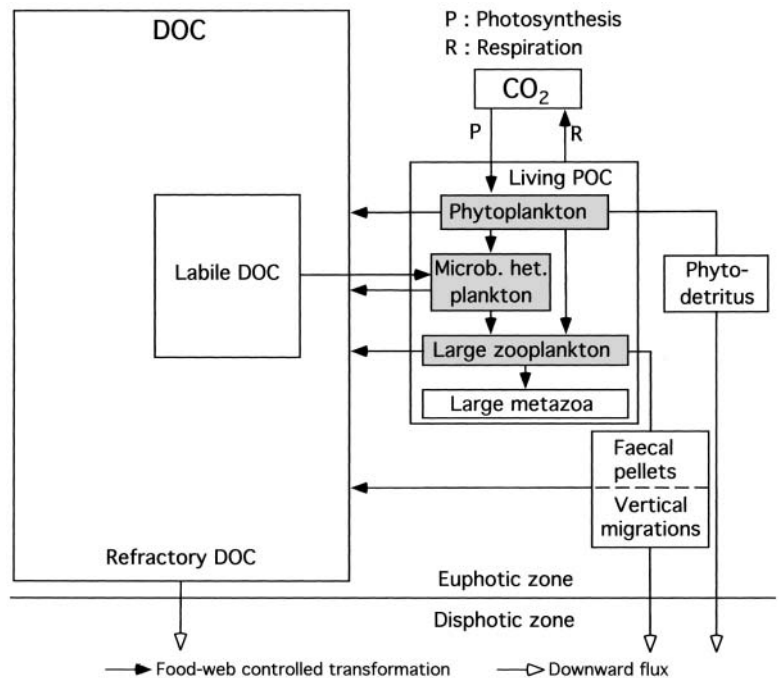 DOC
P : Photosynthesis
R : Respiration
CO₂
P
R
Living POC
Phytoplankton
Labile DOC
Microb. het.
plankton
Phyto-
detritus
Large zooplankton
Large metazoa
Faecal
pellets
Vertical
migrations
Refractory DOC
Euphotic zone
Disphotic zone
Food-web controlled transformation
Downward flux